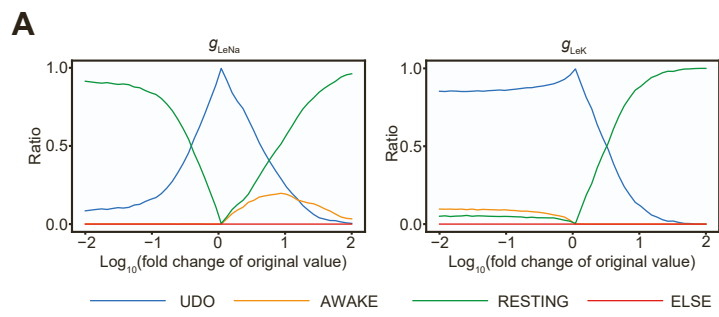 A
g_LeNa
g_LeK
1.0
0.5
0.0
Ratio
−2
−1
0
1
2
Log₁₀(fold change of original value)
1.0
0.5
0.0
Ratio
−2
−1
0
1
2
Log₁₀(fold change of original value)
UDO AWAKE RESTING ELSE